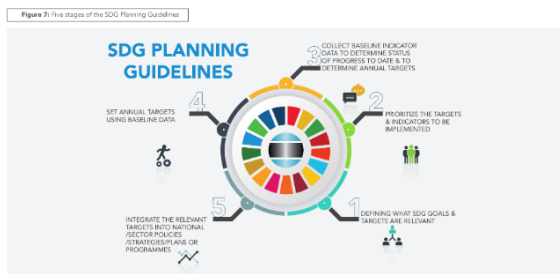 Figure 7: Five stages of the SDG Planning Guidelines
SDG PLANNING
GUIDELINES
3
COLLECT BASELINE INDICATOR
DATA TO DETERMINE STATUS
OF PROGRESS TO DATE & TO
DETERMINE ANNUAL TARGETS
4
SET ANNUAL TARGETS
USING BASELINE DATA
2
PRIORITIZE THE TARGETS
& INDICATORS TO BE
IMPLEMENTED
5
INTEGRATE THE RELEVANT
TARGETS INTO NATIONAL
/SECTOR POLICIES
/STRATEGIES/PLANS OR
PROGRAMMES
1
DEFINING WHAT SDG GOALS &
TARGETS ARE RELEVANT